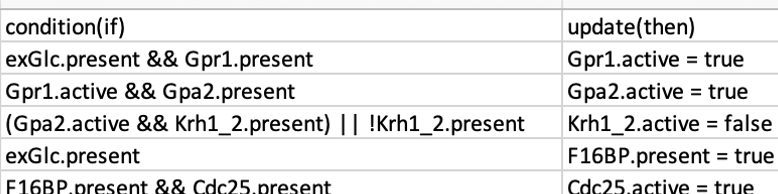 condition(if) update(then)
exGlc.present && Gpr1.present Gpr1.active = true
Gpr1.active && Gpa2.present Gpa2.active = true
(Gpa2.active && Krh1_2.present) || !Krh1_2.present Krh1_2.active = false
exGlc.present F16BP.present = true
F16BP.present && Cdc25.present Cdc25.active = true